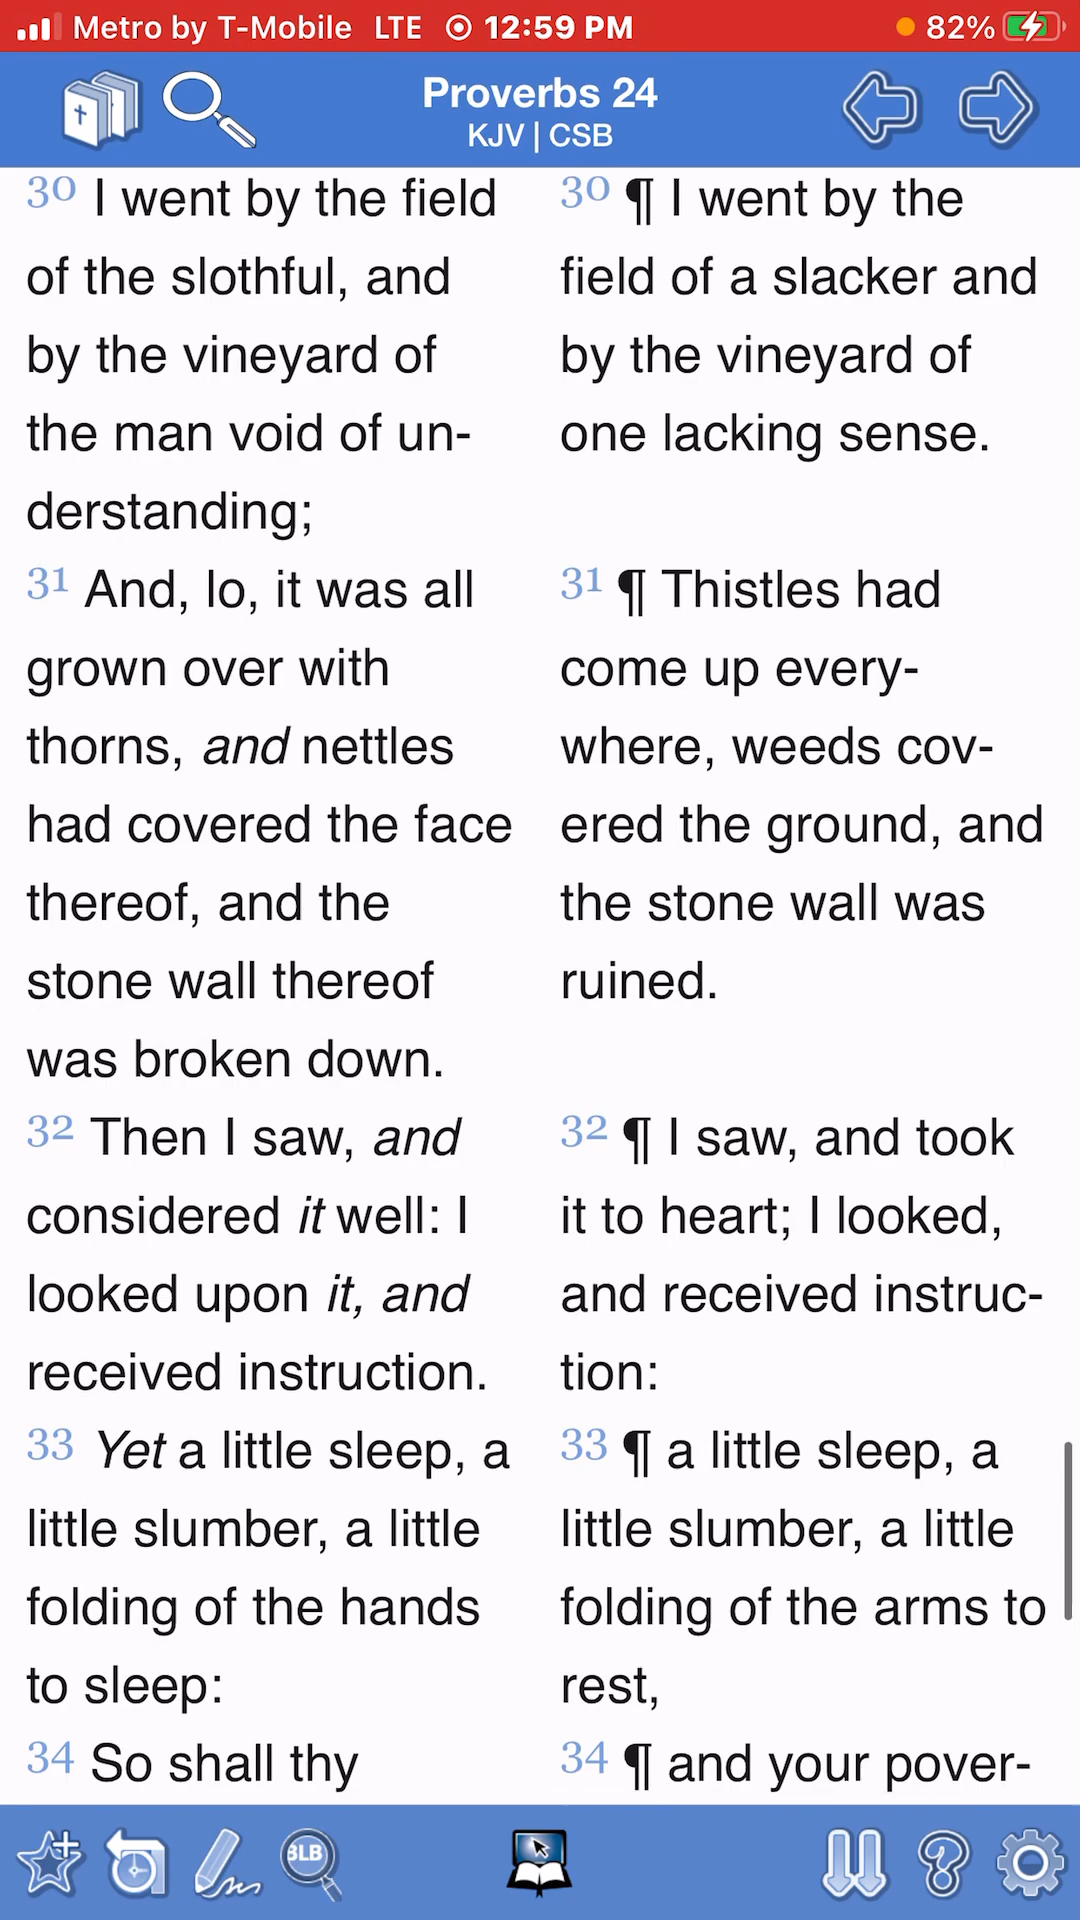 Metro by T-Mobile LTE 12:59 PM 82%
Proverbs 24
KJV | CSB
30 I went by the field
of the slothful, and
by the vineyard of
the man void of un-
derstanding;
31 And, lo, it was all
grown over with
thorns, and nettles
had covered the face
thereof, and the
stone wall thereof
was broken down.
32 Then I saw, and
considered it well: I
looked upon it, and
received instruction.
33 Yet a little sleep, a
little slumber, a little
folding of the hands
to sleep:
34 So shall thy
30 ¶ I went by the
field of a slacker and
by the vineyard of
one lacking sense.
31 ¶ Thistles had
come up every-
where, weeds cov-
ered the ground, and
the stone wall was
ruined.
32 ¶ I saw, and took
it to heart; I looked,
and received instruc-
tion:
33 ¶ a little sleep, a
little slumber, a little
folding of the arms to
rest,
34 ¶ and your pover-
BLB